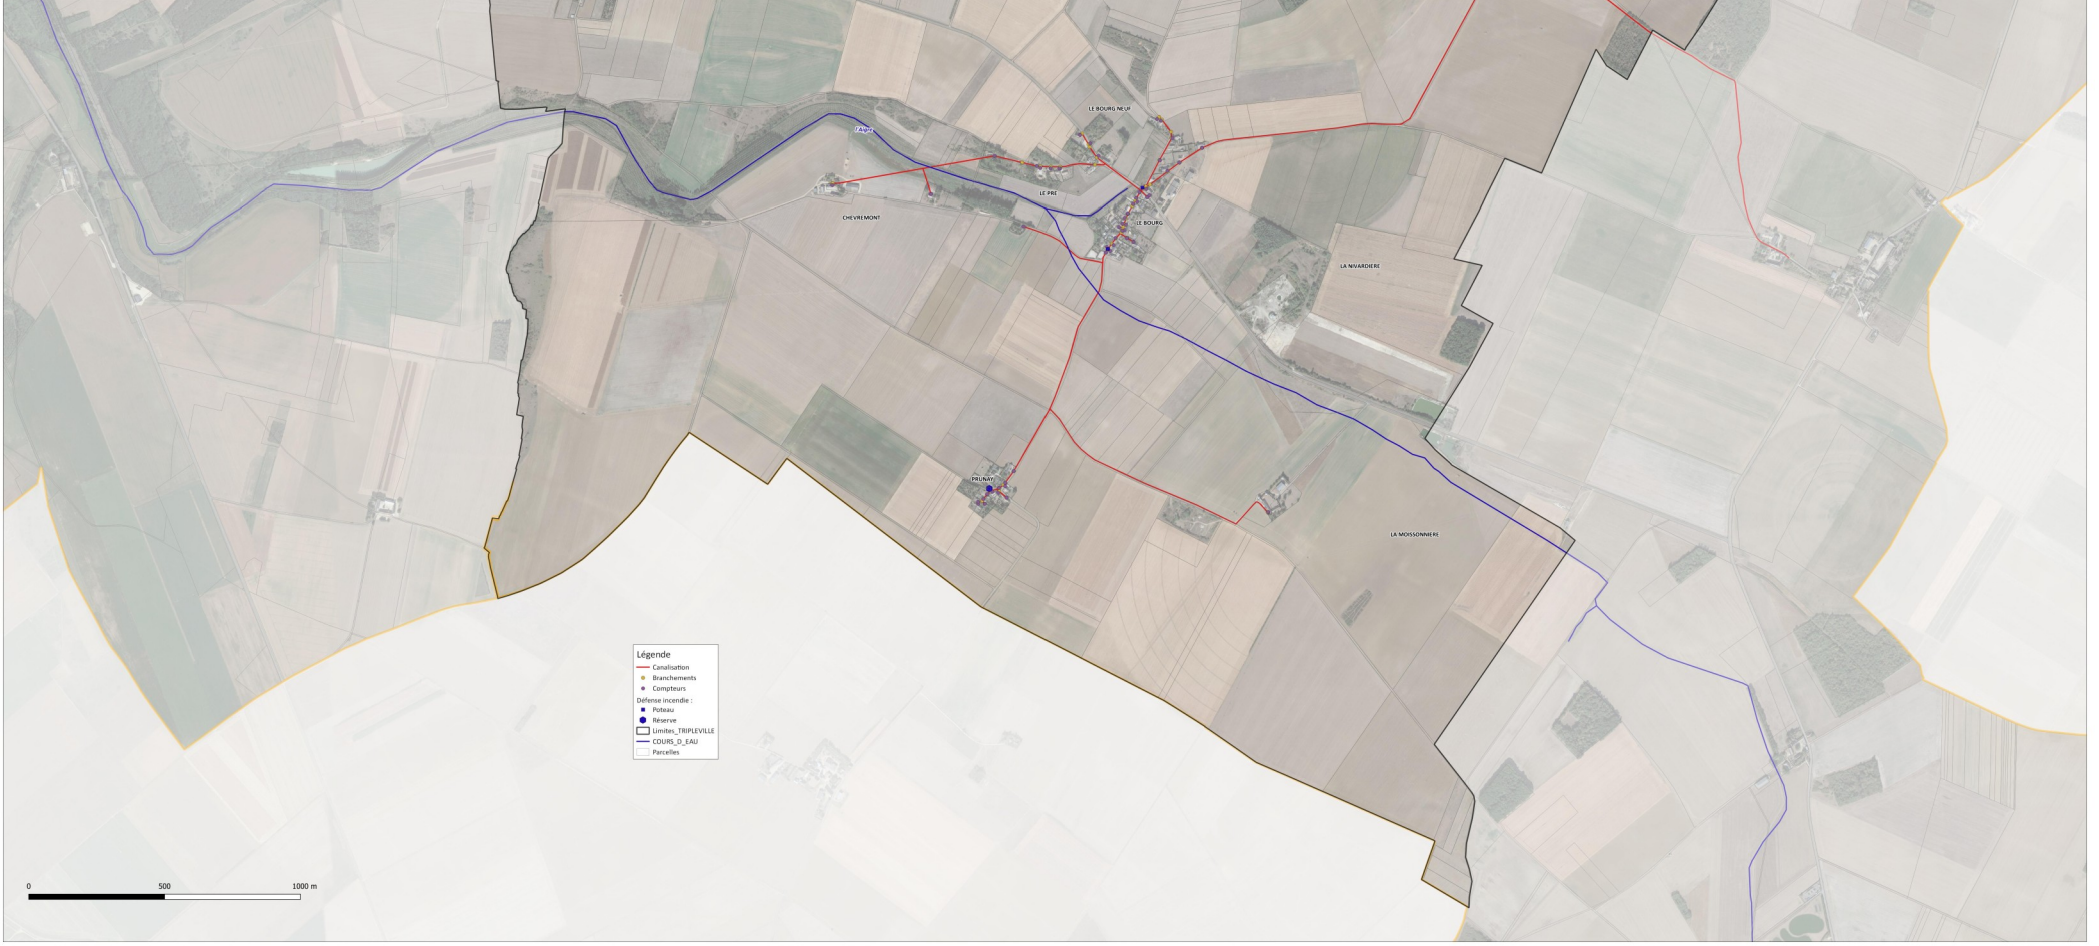 LE BOURG NEUF
l'Aigre
LE PRE
CHEVREMONT
LE BOURG
LA NIVARDIERE
PRUNAY
LA MOISSONNIERE
Légende
Canalisation
Branchements
Compteurs
Défense incendie :
Poteau
Réserve
Limites_TRIPLEVILLE
COURS_D_EAU
Parcelles
0 500 1000 m